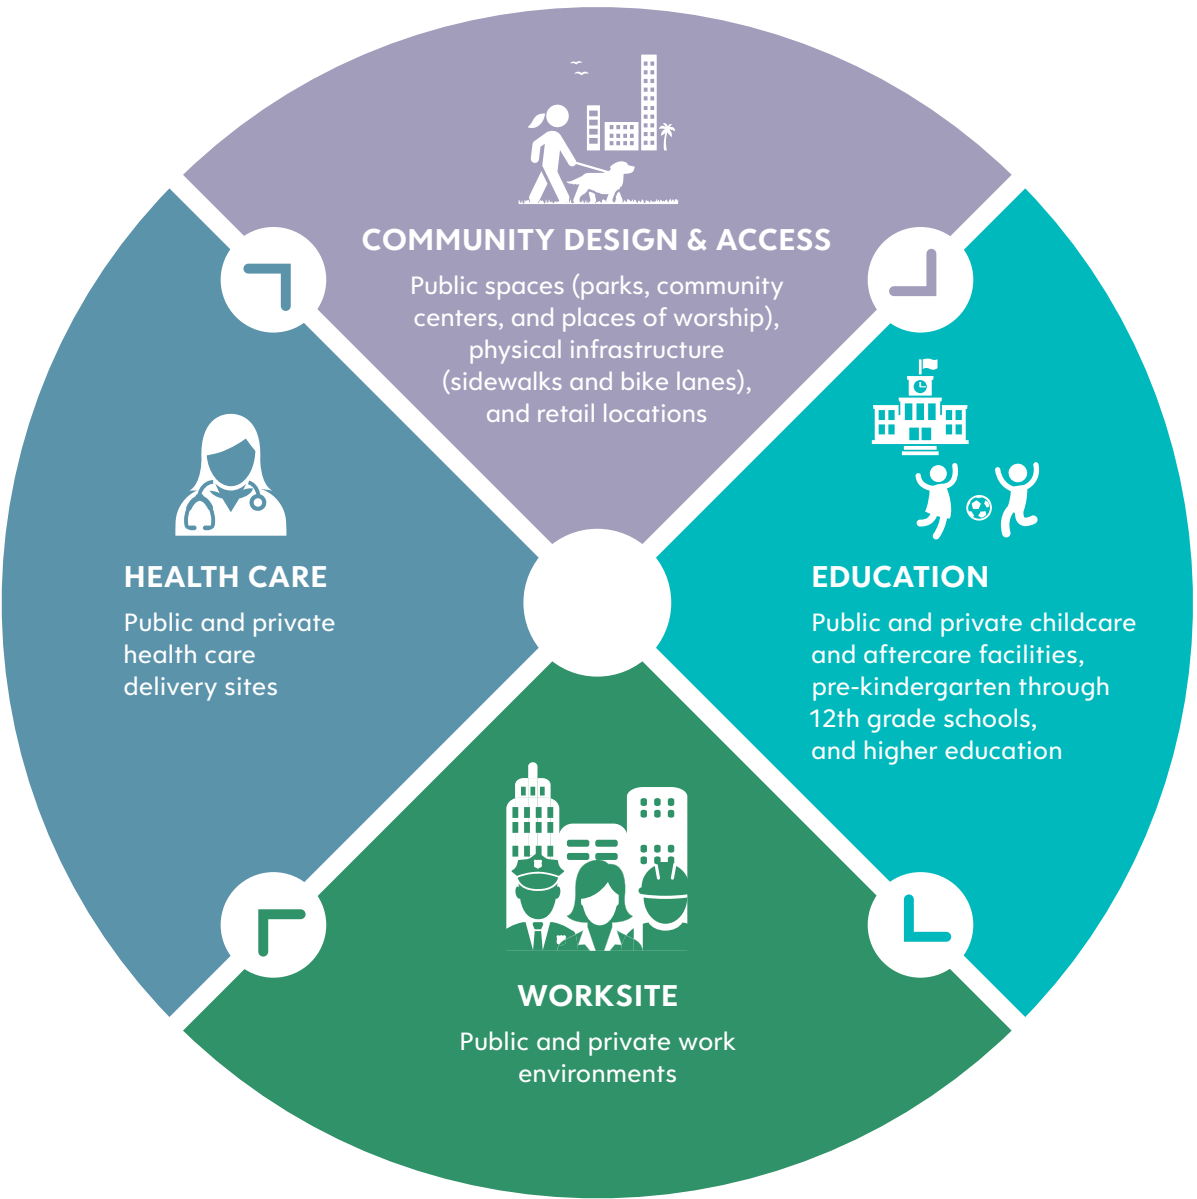 COMMUNITY DESIGN & ACCESS
Public spaces (parks, community
centers, and places of worship),
physical infrastructure
(sidewalks and bike lanes),
and retail locations
HEALTH CARE
Public and private
health care
delivery sites
EDUCATION
Public and private childcare
and aftercare facilities,
pre-kindergarten through
12th grade schools,
and higher education
WORKSITE
Public and private work
environments